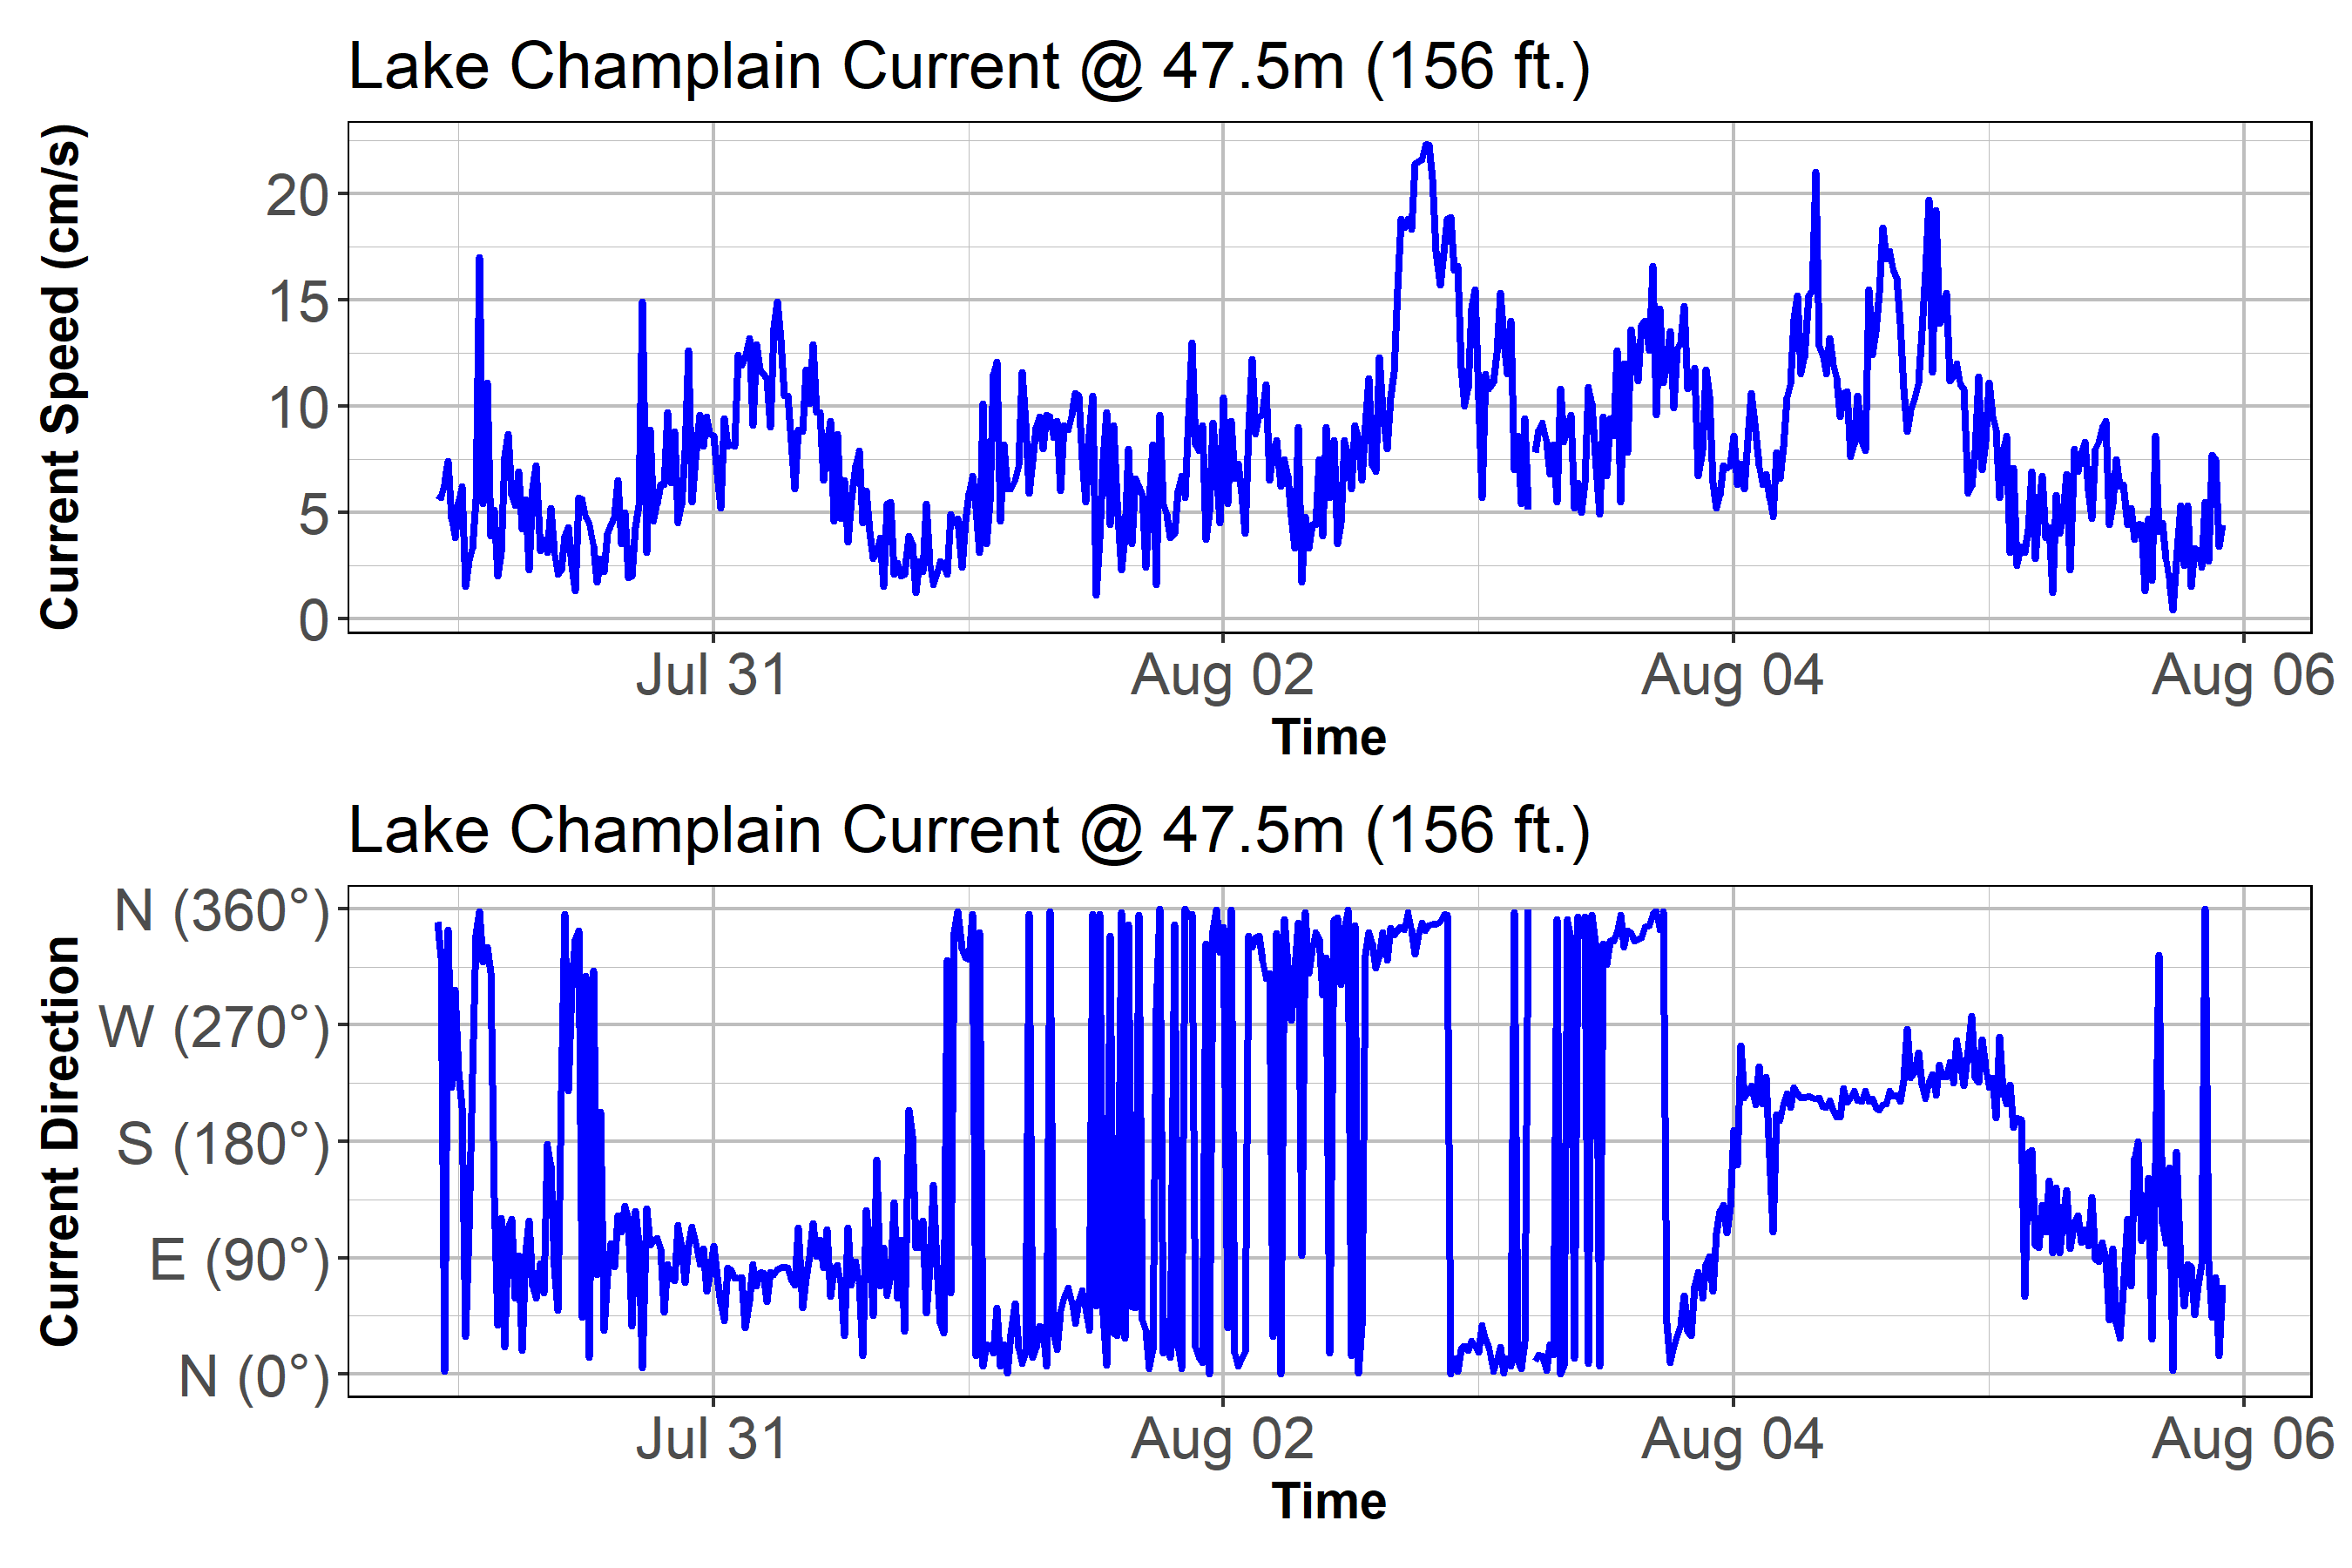 Lake Champlain Current @ 47.5m (156 ft.)
Current Speed (cm/s)
20
15
10
5
0
Jul 31 Aug 02 Aug 04 Aug 06
Time
Lake Champlain Current @ 47.5m (156 ft.)
Current Direction
N (360°)
W (270°)
S (180°)
E (90°)
N (0°)
Jul 31 Aug 02 Aug 04 Aug 06
Time